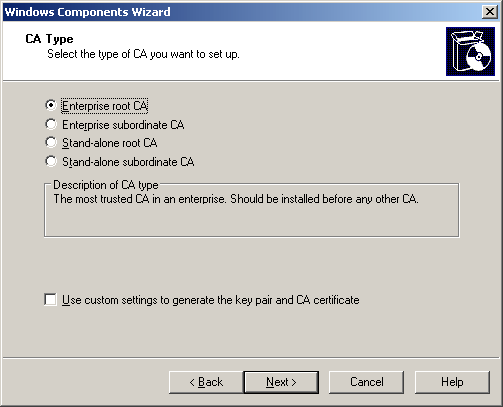 Windows Components Wizard
CA Type
Select the type of CA you want to set up.
Enterprise root CA
Enterprise subordinate CA
Stand-alone root CA
Stand-alone subordinate CA
Description of CA type
The most trusted CA in an enterprise. Should be installed before any other CA.
Use custom settings to generate the key pair and CA certificate
< Back Next > Cancel Help